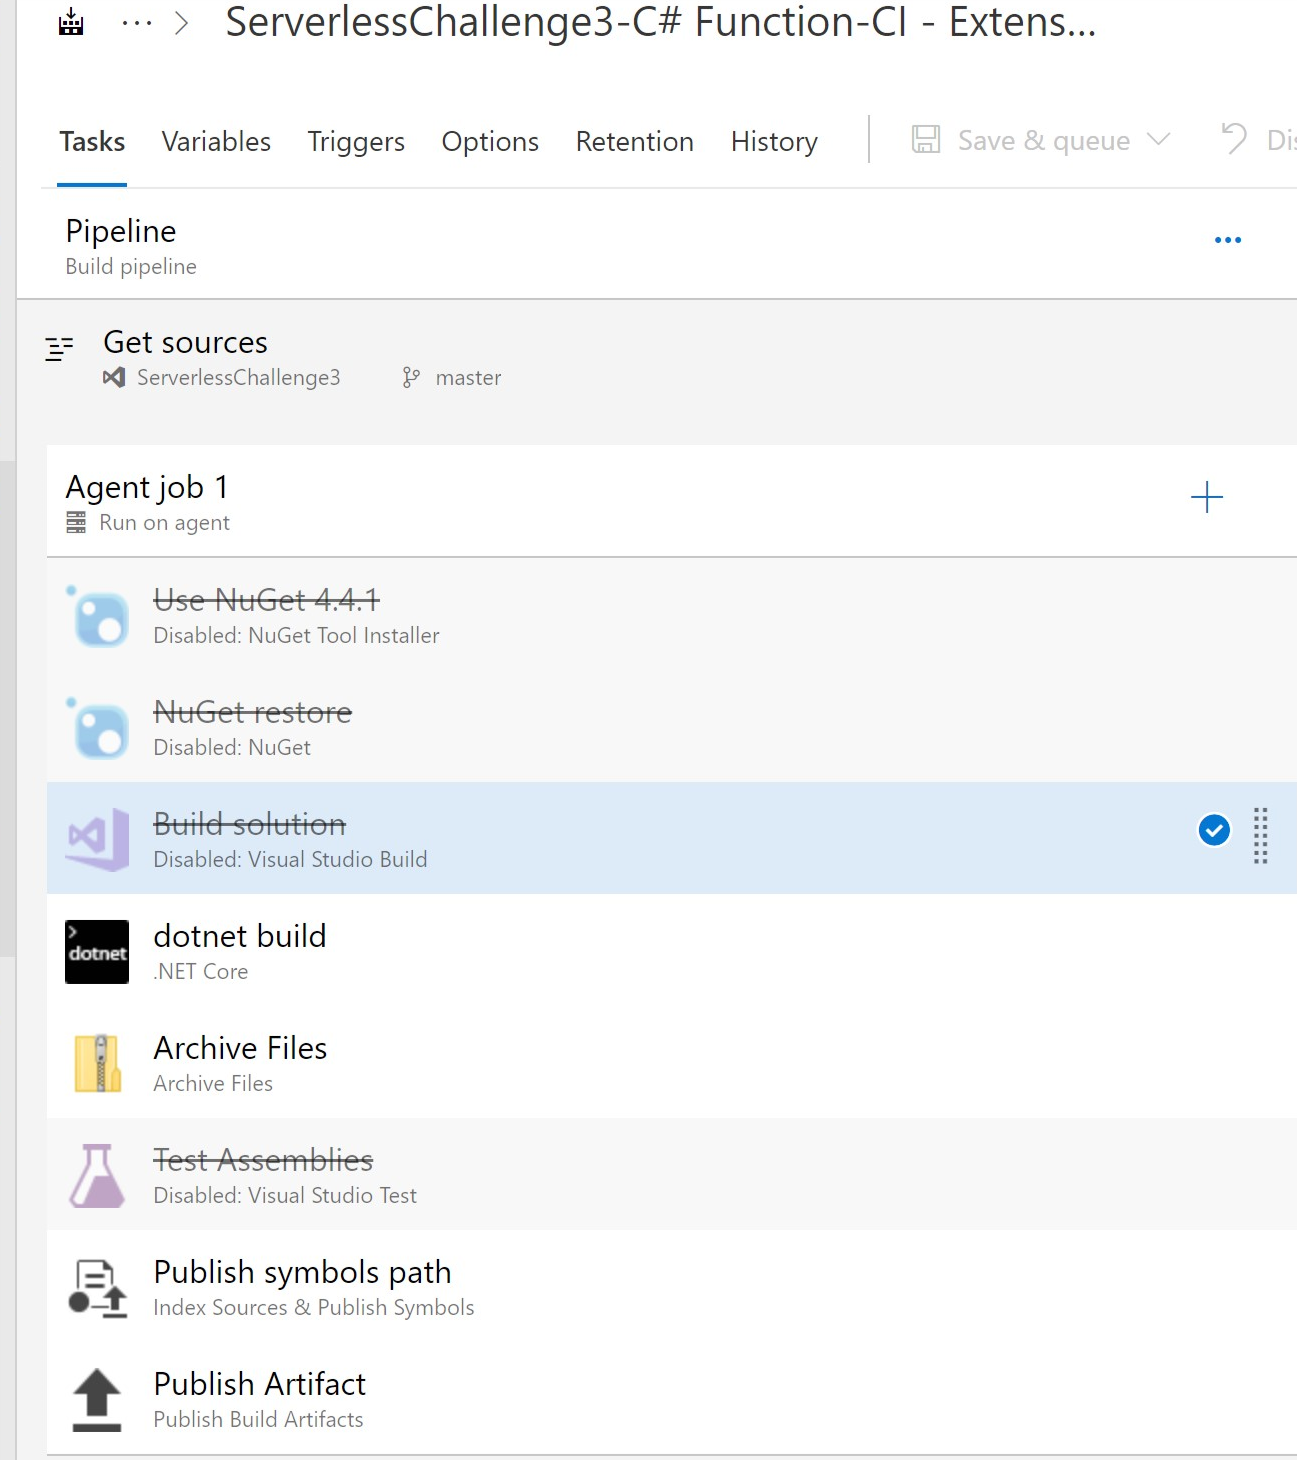 ServerlessChallenge3-C# Function-CI - Extens...
Tasks Variables Triggers Options Retention History Save & queue Dis
Pipeline
Build pipeline
Get sources
ServerlessChallenge3 master
Agent job 1
Run on agent
Use NuGet 4.4.1
Disabled: NuGet Tool Installer
NuGet restore
Disabled: NuGet
Build solution
Disabled: Visual Studio Build
dotnet
dotnet build
.NET Core
Archive Files
Archive Files
Test Assemblies
Disabled: Visual Studio Test
Publish symbols path
Index Sources & Publish Symbols
Publish Artifact
Publish Build Artifacts